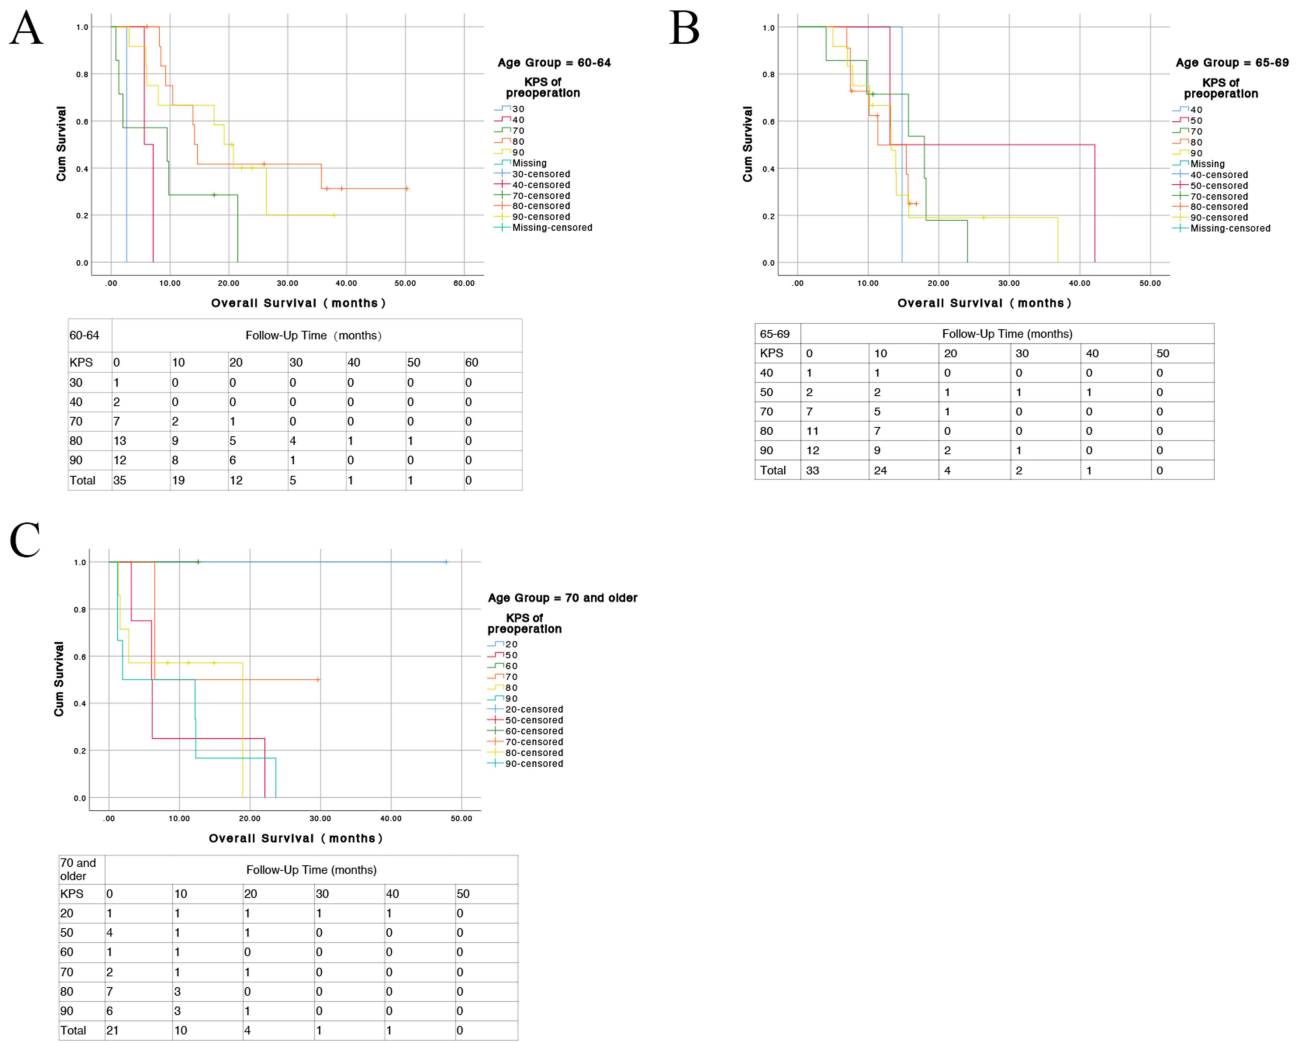 A
1.0
0.8
0.6
0.4
0.2
0.0
Cum Survival
.00 10.00 20.00 30.00 40.00 50.00 60.00
Overall Survival (months)
Age Group = 60-64
KPS of
preoperation
30
40
70
80
90
Missing
30-censored
40-censored
70-censored
80-censored
90-censored
Missing-censored
60-64 Follow-Up Time (months)
KPS 0 10 20 30 40 50 60
30 1 0 0 0 0 0 0
40 2 0 0 0 0 0 0
70 7 2 1 0 0 0 0
80 13 9 5 4 1 1 0
90 12 8 6 1 0 0 0
Total 35 19 12 5 1 1 0
B
1.0
0.8
0.6
0.4
0.2
0.0
Cum Survival
.00 10.00 20.00 30.00 40.00 50.00
Overall Survival (months)
Age Group = 65-69
KPS of
preoperation
40
50
70
80
90
Missing
40-censored
50-censored
70-censored
80-censored
90-censored
Missing-censored
65-69 Follow-Up Time (months)
KPS 0 10 20 30 40 50
40 1 1 0 0 0 0
50 2 2 1 1 1 0
70 7 5 1 0 0 0
80 11 7 0 0 0 0
90 12 9 2 1 0 0
Total 33 24 4 2 1 0
C
1.0
0.8
0.6
0.4
0.2
0.0
Cum Survival
.00 10.00 20.00 30.00 40.00 50.00
Overall Survival (months)
Age Group = 70 and older
KPS of
preoperation
20
50
60
70
80
90
20-censored
50-censored
60-censored
70-censored
80-censored
90-censored
70 and
older
Follow-Up Time (months)
KPS 0 10 20 30 40 50
20 1 1 1 1 1 0
50 4 1 1 0 0 0
60 1 1 0 0 0 0
70 2 1 1 0 0 0
80 7 3 0 0 0 0
90 6 3 1 0 0 0
Total 21 10 4 1 1 0